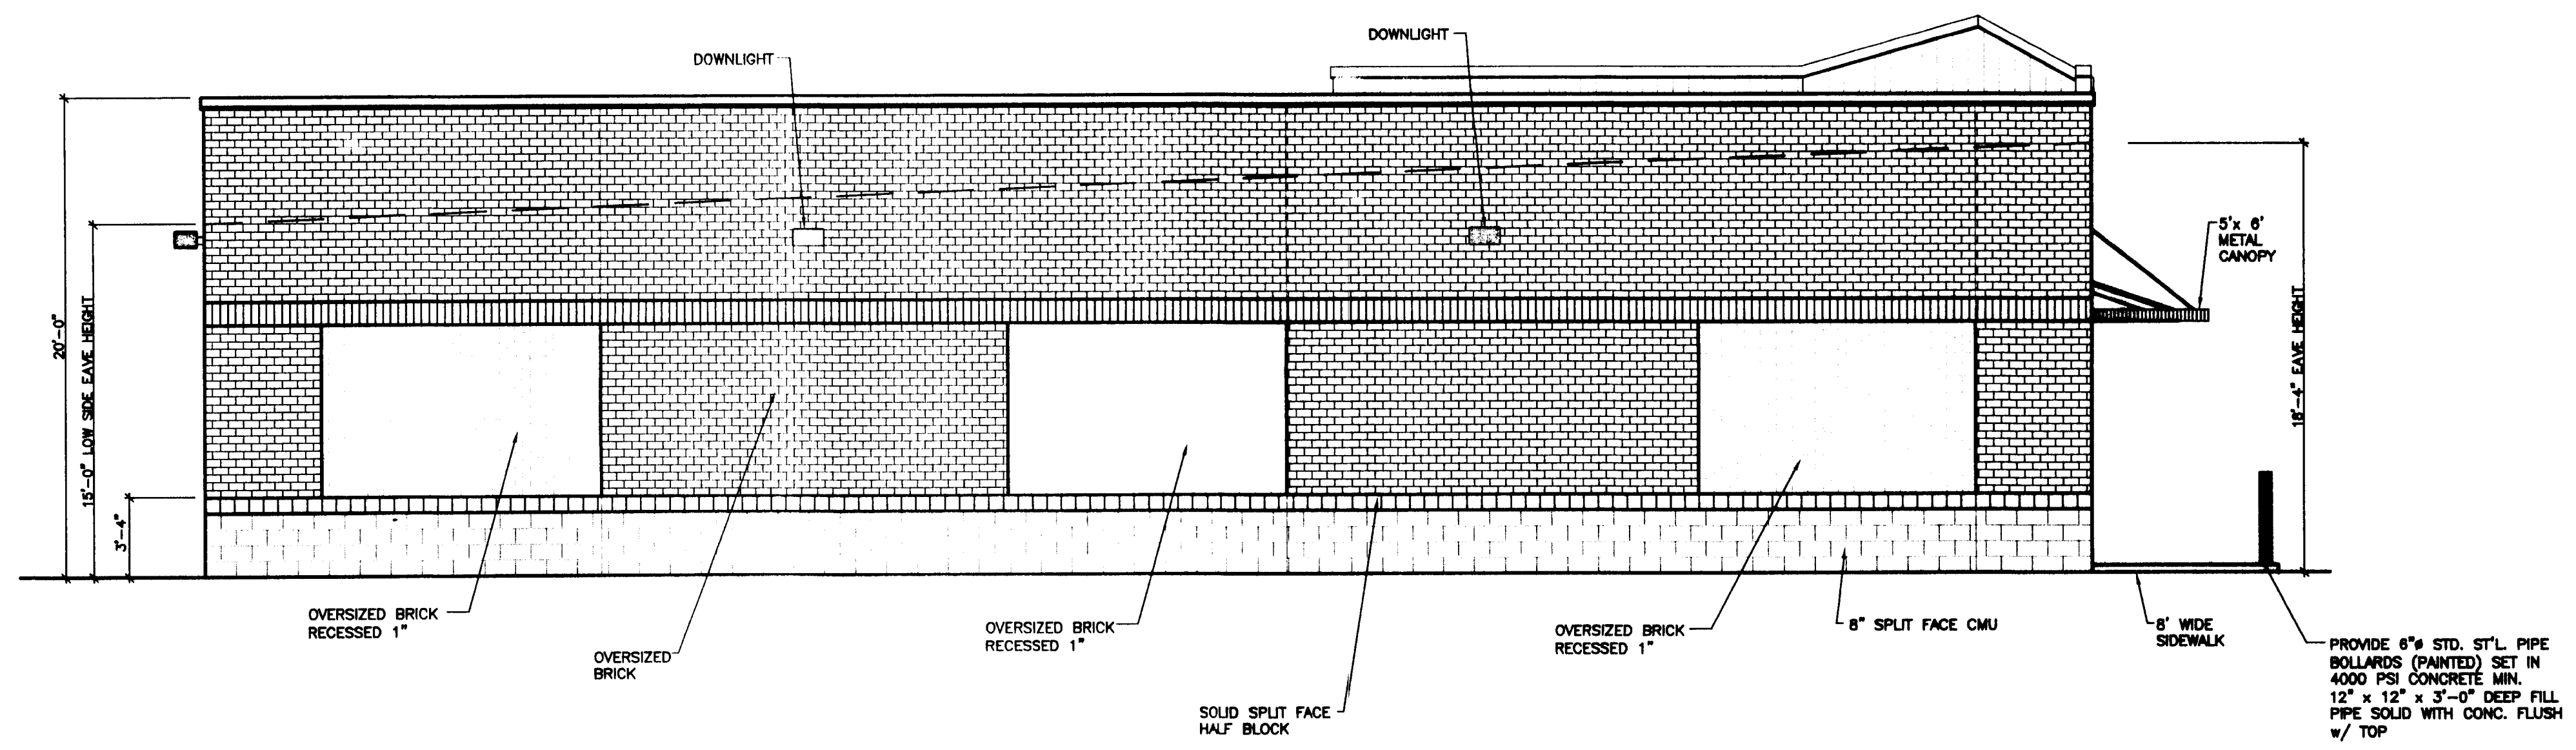 DOWNLIGHT
DOWNLIGHT
20'-0"
15'-0" LOW SIDE EAVE HEIGHT
3'-4"
5'x 6'
METAL
CANOPY
18'-4" EAVE HEIGHT
OVERSIZED BRICK
RECESSED 1"
OVERSIZED
BRICK
OVERSIZED BRICK
RECESSED 1"
SOLID SPLIT FACE
HALF BLOCK
OVERSIZED BRICK
RECESSED 1"
8" SPLIT FACE CMU
8' WIDE
SIDEWALK
PROVIDE 6"ø STD. ST'L. PIPE
BOLLARDS (PAINTED) SET IN
4000 PSI CONCRETE MIN.
12" x 12" x 3'-0" DEEP FILL
PIPE SOLID WITH CONC. FLUSH
w/ TOP